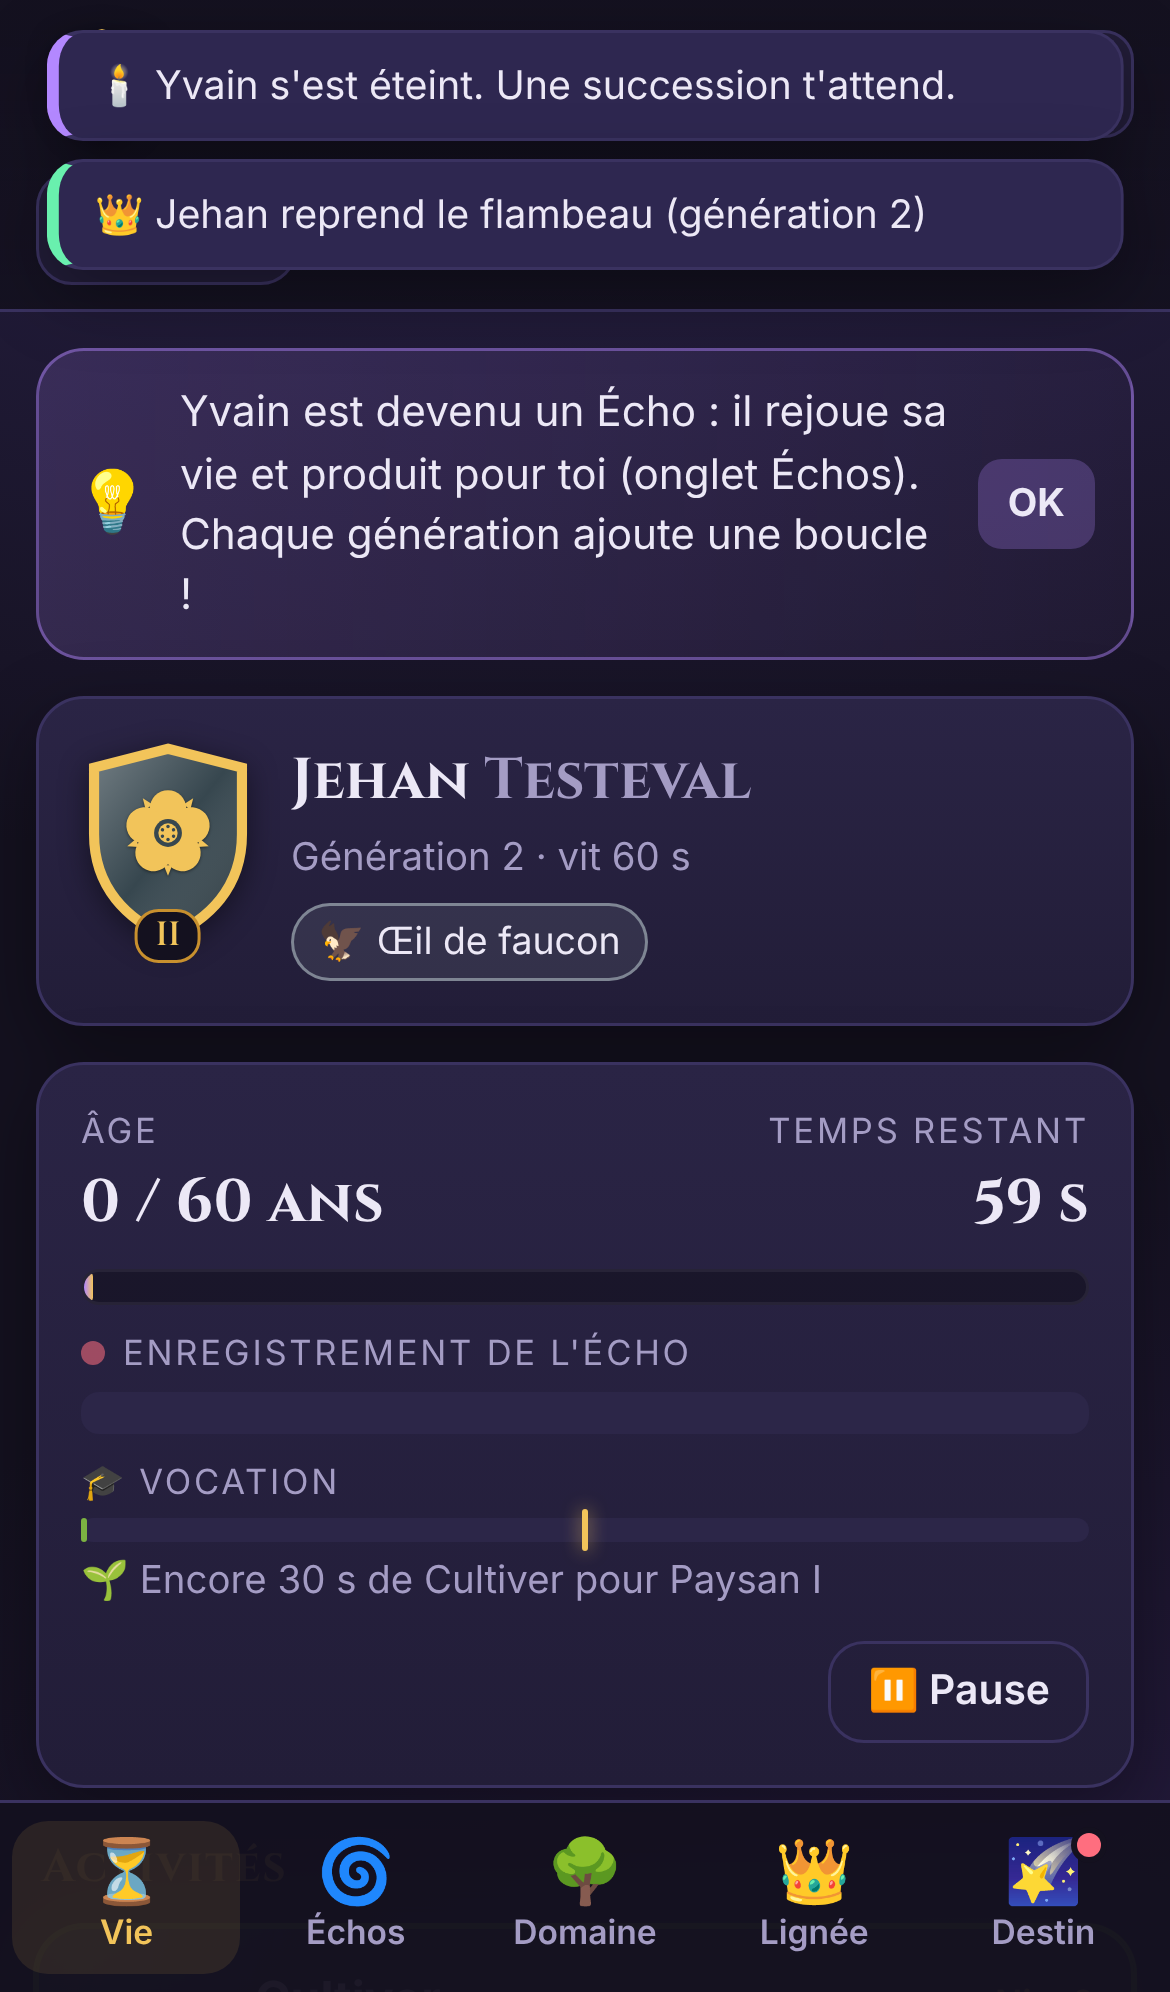 Yvain s'est éteint. Une succession t'attend.
Jehan reprend le flambeau (génération 2)
Yvain est devenu un Écho : il rejoue sa
vie et produit pour toi (onglet Échos).
Chaque génération ajoute une boucle
!
OK
Jehan Testeval
II
Génération 2 · vit 60 s
Œil de faucon
ÂGE
TEMPS RESTANT
0 / 60 ans
59 s
ENREGISTREMENT DE L'ÉCHO
VOCATION
Encore 30 s de Cultiver pour Paysan I
Pause
Activités
Vie
Échos
Domaine
Lignée
Destin
Cultiver